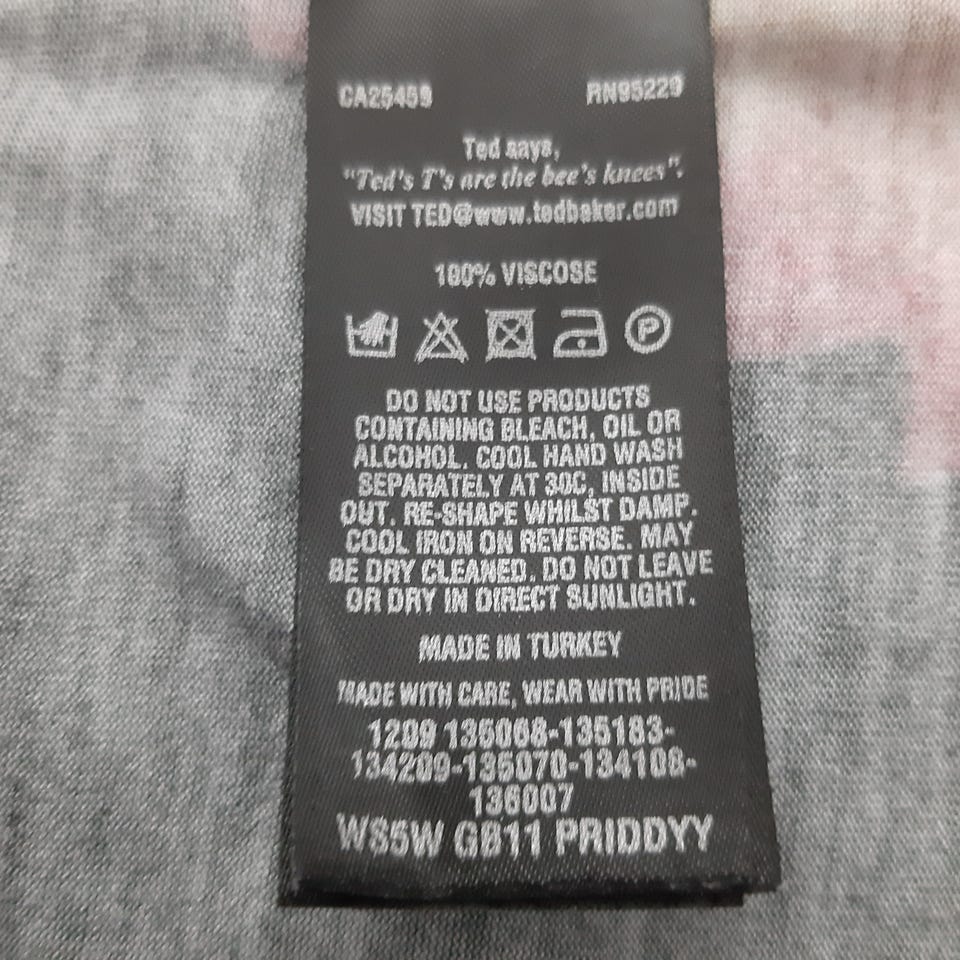 CA25459 RN95229
Ted says,
"Ted's T's are the bee's knees".
VISIT TED@www.tedbaker.com
100% VISCOSE
P
DO NOT USE PRODUCTS
CONTAINING BLEACH, OIL OR
ALCOHOL. COOL HAND WASH
SEPARATELY AT 30C, INSIDE
OUT. RE-SHAPE WHILST DAMP.
COOL IRON ON REVERSE. MAY
BE DRY CLEANED. DO NOT LEAVE
OR DRY IN DIRECT SUNLIGHT.
MADE IN TURKEY
MADE WITH CARE, WEAR WITH PRIDE
1209 135068-135183-
134209-135070-134108-
136007
WS5W GB11 PRIDDYY